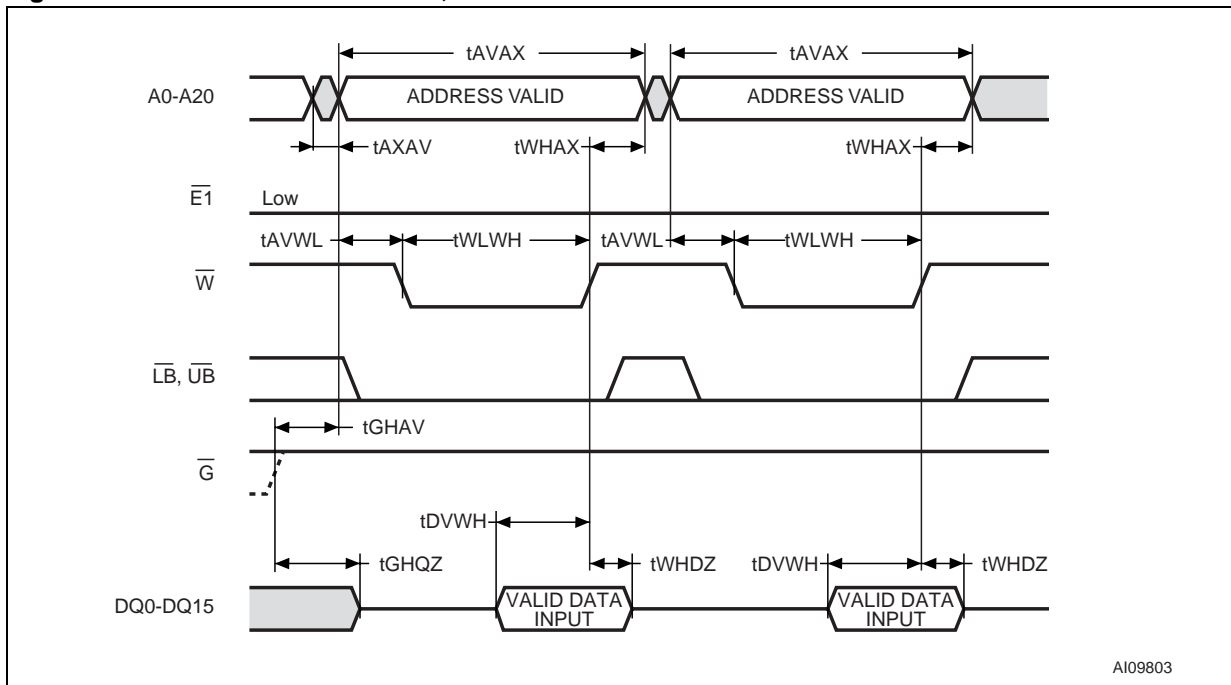 tAVAX tAVAX
A0-A20 ADDRESS VALID ADDRESS VALID
tAXAV tWHAX tWHAX
E1 Low
tAVWL tWLWH tAVWL tWLWH
W
LB, UB
tGHAV
G
tDVWH
tGHQZ tWHDZ tDVWH tWHDZ
DQ0-DQ15 VALID DATA INPUT VALID DATA INPUT
AI09803